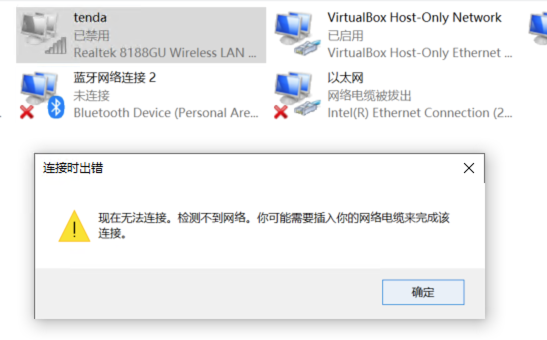 tenda
已禁用
Realtek 8188GU Wireless LAN ...
VirtualBox Host-Only Network
已启用
VirtualBox Host-Only Ethernet ...
蓝牙网络连接 2
未连接
Bluetooth Device (Personal Are...
以太网
网络电缆被拔出
Intel(R) Ethernet Connection (2...
连接时出错
现在无法连接。检测不到网络。你可能需要插入你的网络电缆来完成该
连接。
确定